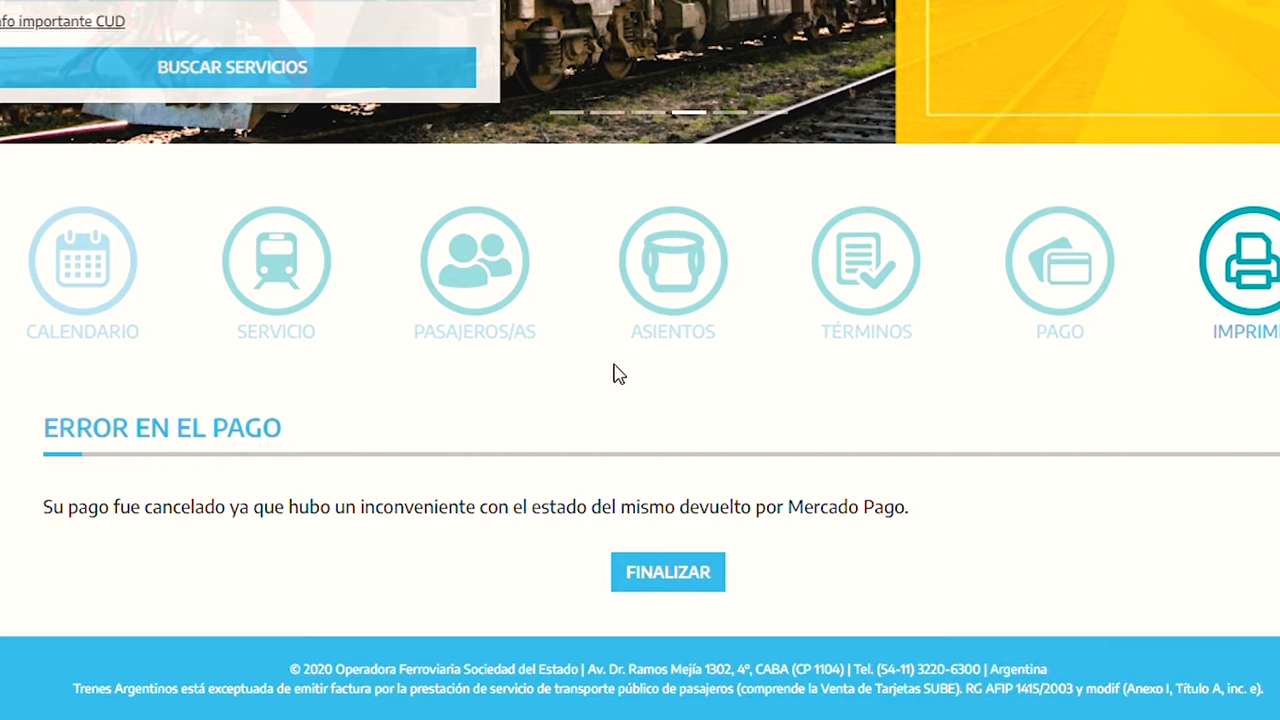 nfo importante CUD
BUSCAR SERVICIOS
CALENDARIO
SERVICIO
PASAJEROS/AS
ASIENTOS
TÉRMINOS
PAGO
IMPRIMI
ERROR EN EL PAGO
Su pago fue cancelado ya que hubo un inconveniente con el estado del mismo devuelto por Mercado Pago.
FINALIZAR
© 2020 Operadora Ferroviaria Sociedad del Estado | Av. Dr. Ramos Mejía 1302, 4º, CABA (CP 1104) | Tel. (54-11) 3220-6300 | Argentina
Trenes Argentinos está exceptuada de emitir factura por la prestación de servicio de transporte público de pasajeros (comprende la Venta de Tarjetas SUBE). RG AFIP 1415/2003 y modif (Anexo I, Título A, inc. e).